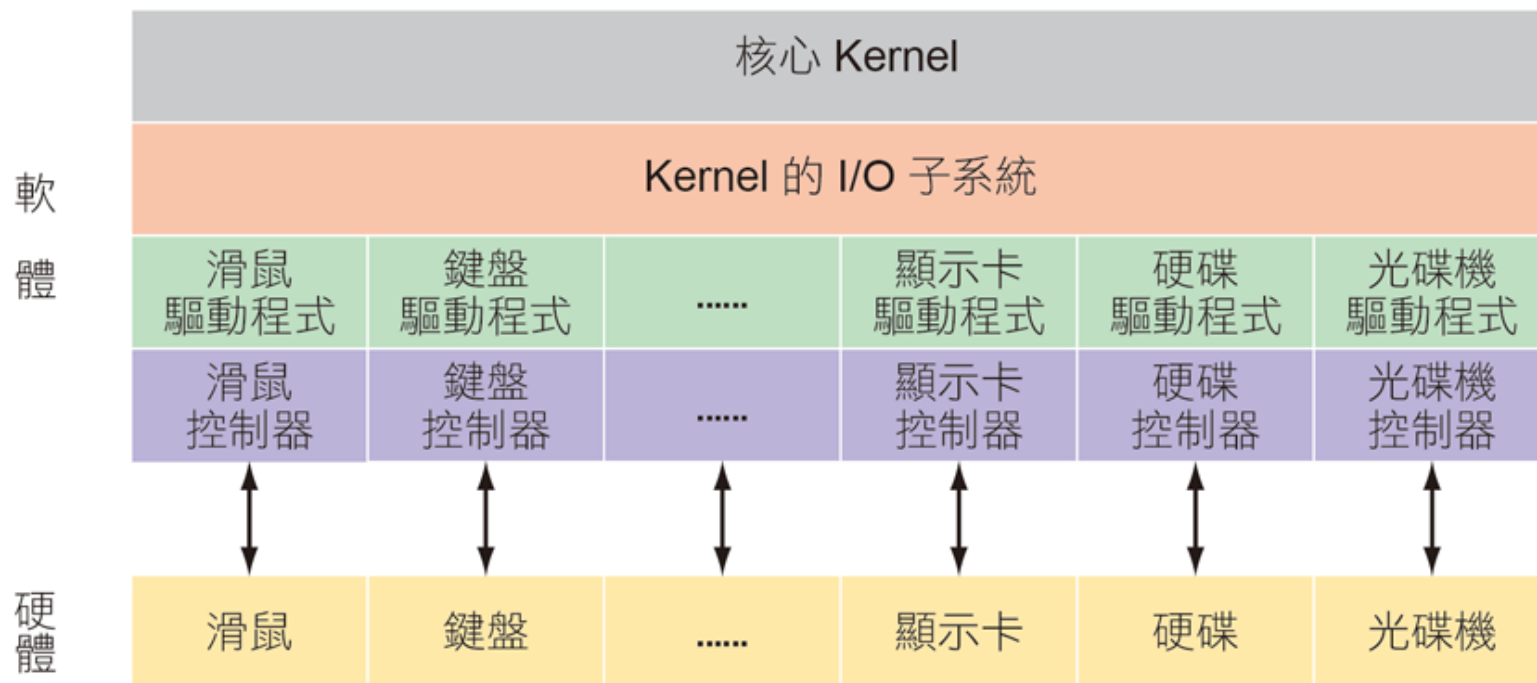 核心 Kernel
Kernel 的 I/O 子系統
軟
體
滑鼠
驅動程式
鍵盤
驅動程式
......
顯示卡
驅動程式
硬碟
驅動程式
光碟機
驅動程式
滑鼠
控制器
鍵盤
控制器
......
顯示卡
控制器
硬碟
控制器
光碟機
控制器
硬
體
滑鼠
鍵盤
......
顯示卡
硬碟
光碟機